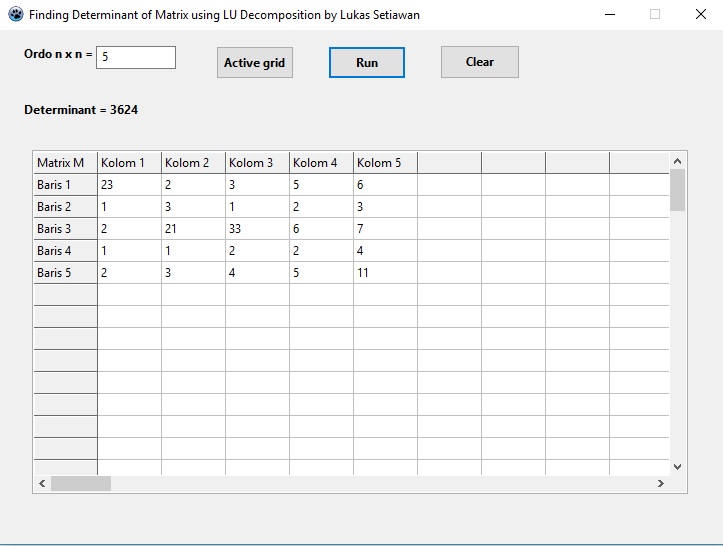 Finding Determinant of Matrix using LU Decomposition by Lukas Setiawan
Ordo n x n = 5 Active grid Run Clear
Determinant = 3624
Matrix M Kolom 1 Kolom 2 Kolom 3 Kolom 4 Kolom 5
Baris 1 23 2 3 5 6
Baris 2 1 3 1 2 3
Baris 3 2 21 33 6 7
Baris 4 1 1 2 2 4
Baris 5 2 3 4 5 11